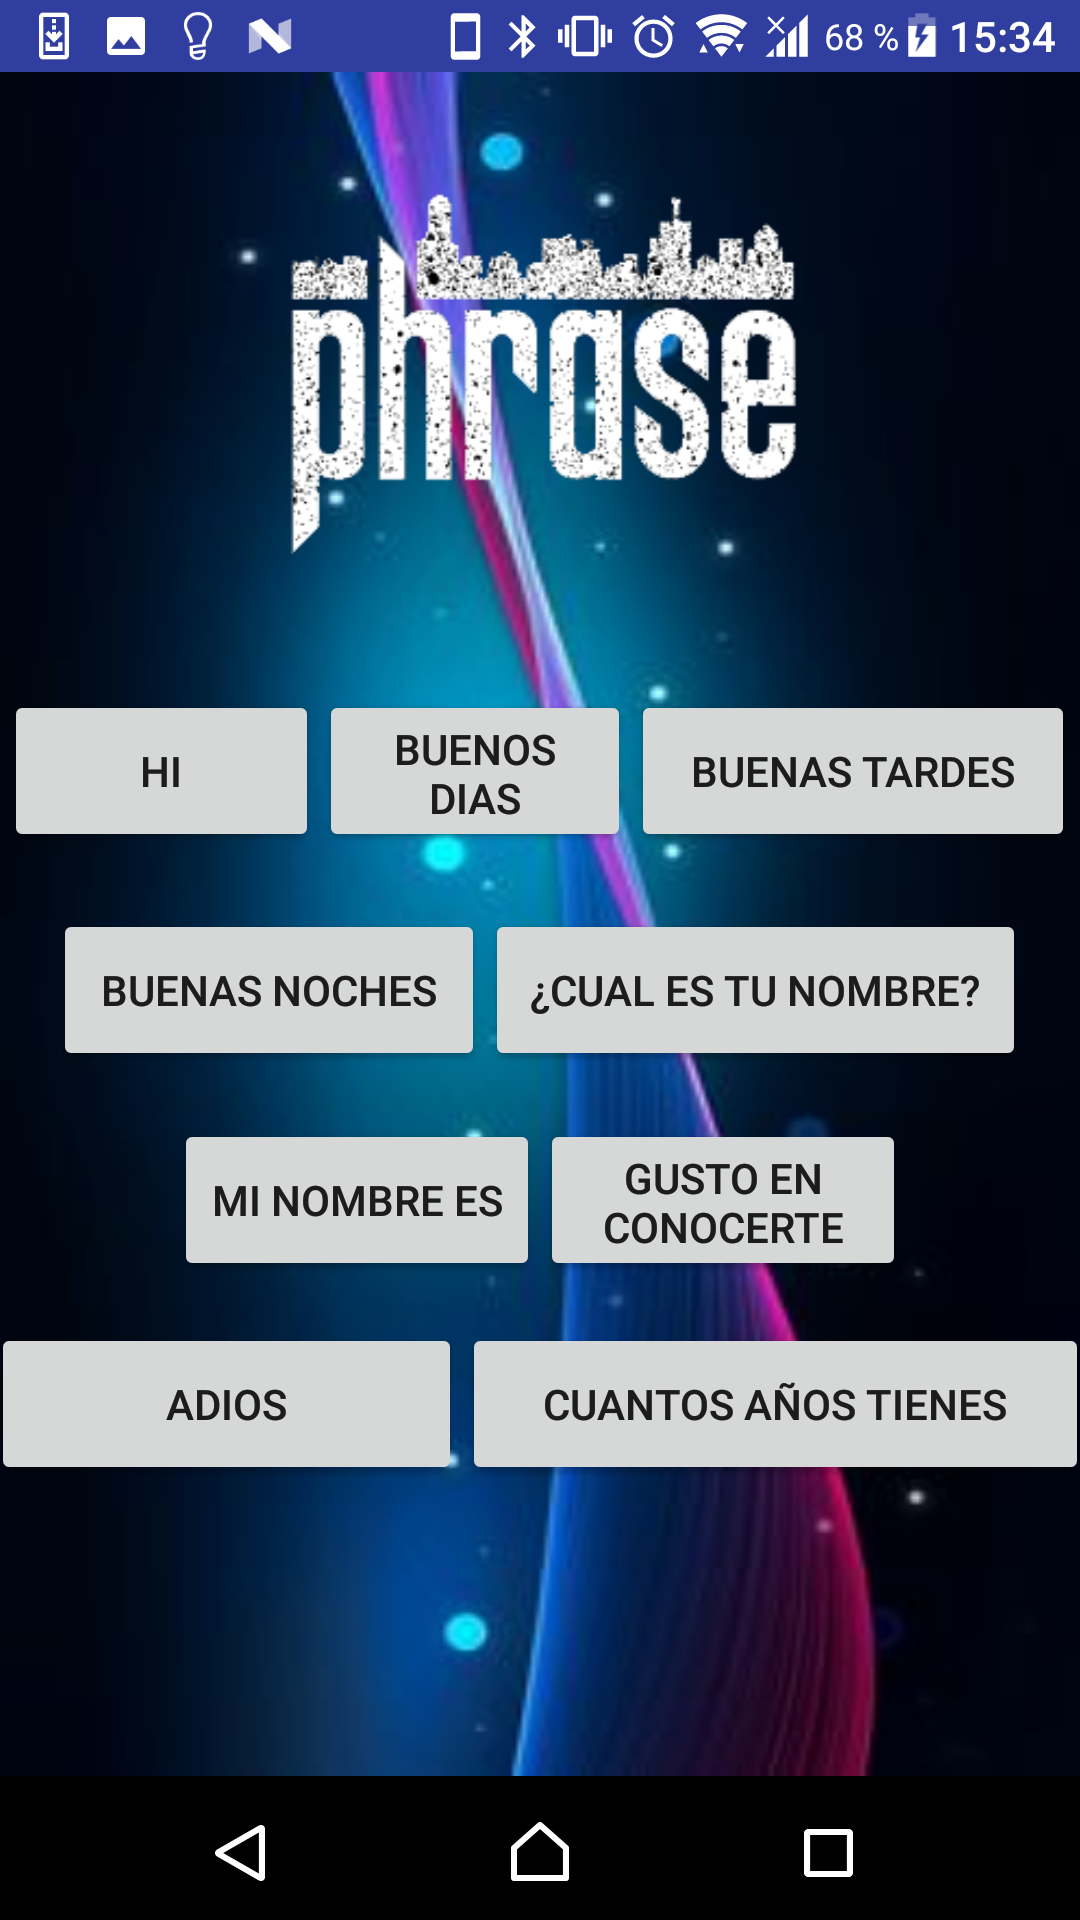 68 % 15:34
phrase
HI
BUENOS
DIAS
BUENAS TARDES
BUENAS NOCHES
¿CUAL ES TU NOMBRE?
MI NOMBRE ES
GUSTO EN
CONOCERTE
ADIOS
CUANTOS AÑOS TIENES